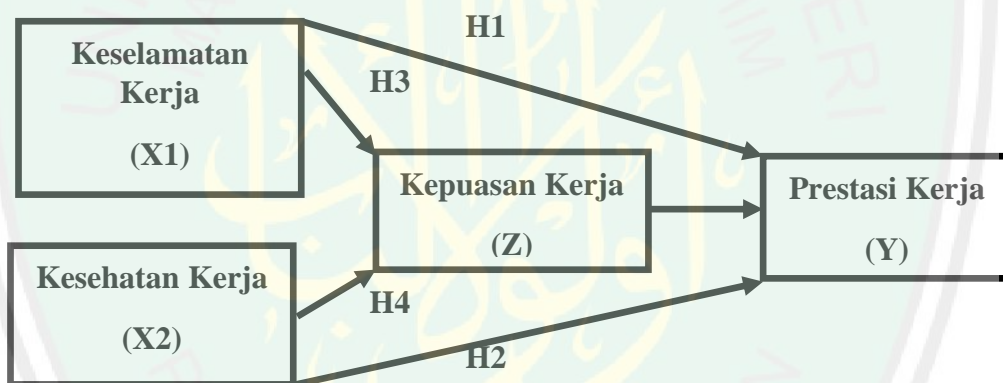 H1
Keselamatan
Kerja
(X1)
H3
Kepuasan Kerja
(Z)
Prestasi Kerja
(Y)
Kesehatan Kerja
(X2)
H4
H2